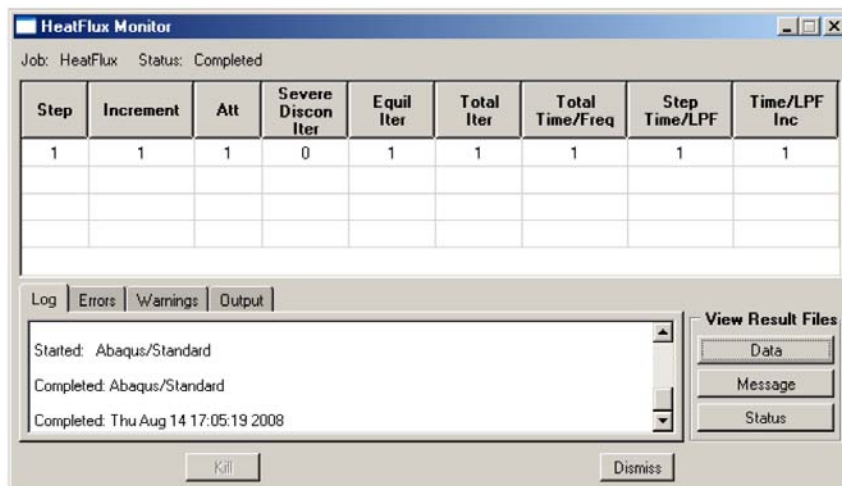 HeatFlux Monitor
Job: HeatFlux Status: Completed
Step Increment Att Severe Discon Iter Equil Iter Total Iter Total Time/Freq Step Time/LPF Time/LPF Inc
1 1 1 0 1 1 1 1 1
Log Errors Warnings Output
Started: Abaqus/Standard
Completed: Abaqus/Standard
Completed: Thu Aug 14 17:05:19 2008
View Result Files
Data
Message
Status
Kill Dismiss